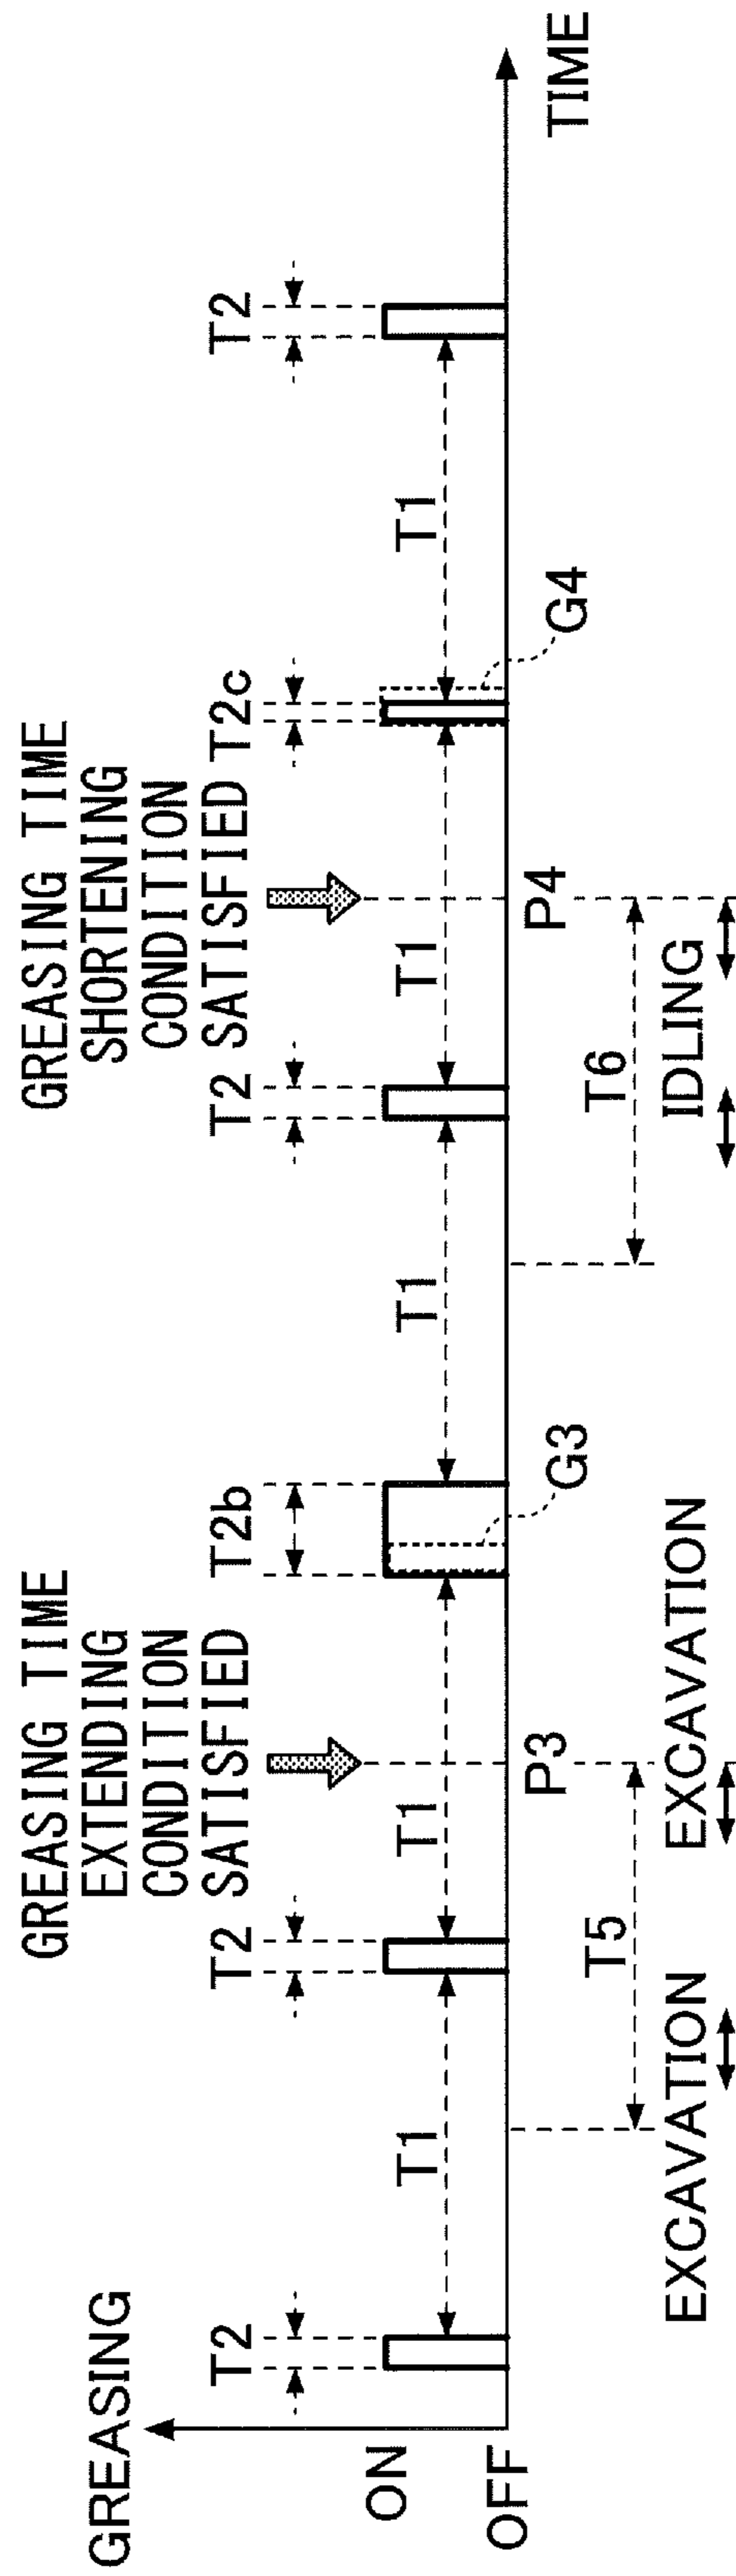 GREASING TIME
EXTENDING
CONDITION
SATISFIED
GREASING TIME
SHORTENING
CONDITION
SATISFIED
GREASING
T2
T2
T2b
T2
T2c
T2
ON
T1
T1
T1
T1
T1
OFF
P3
G3
P4
G4
TIME
T5
T6
EXCAVATION
EXCAVATION
IDLING